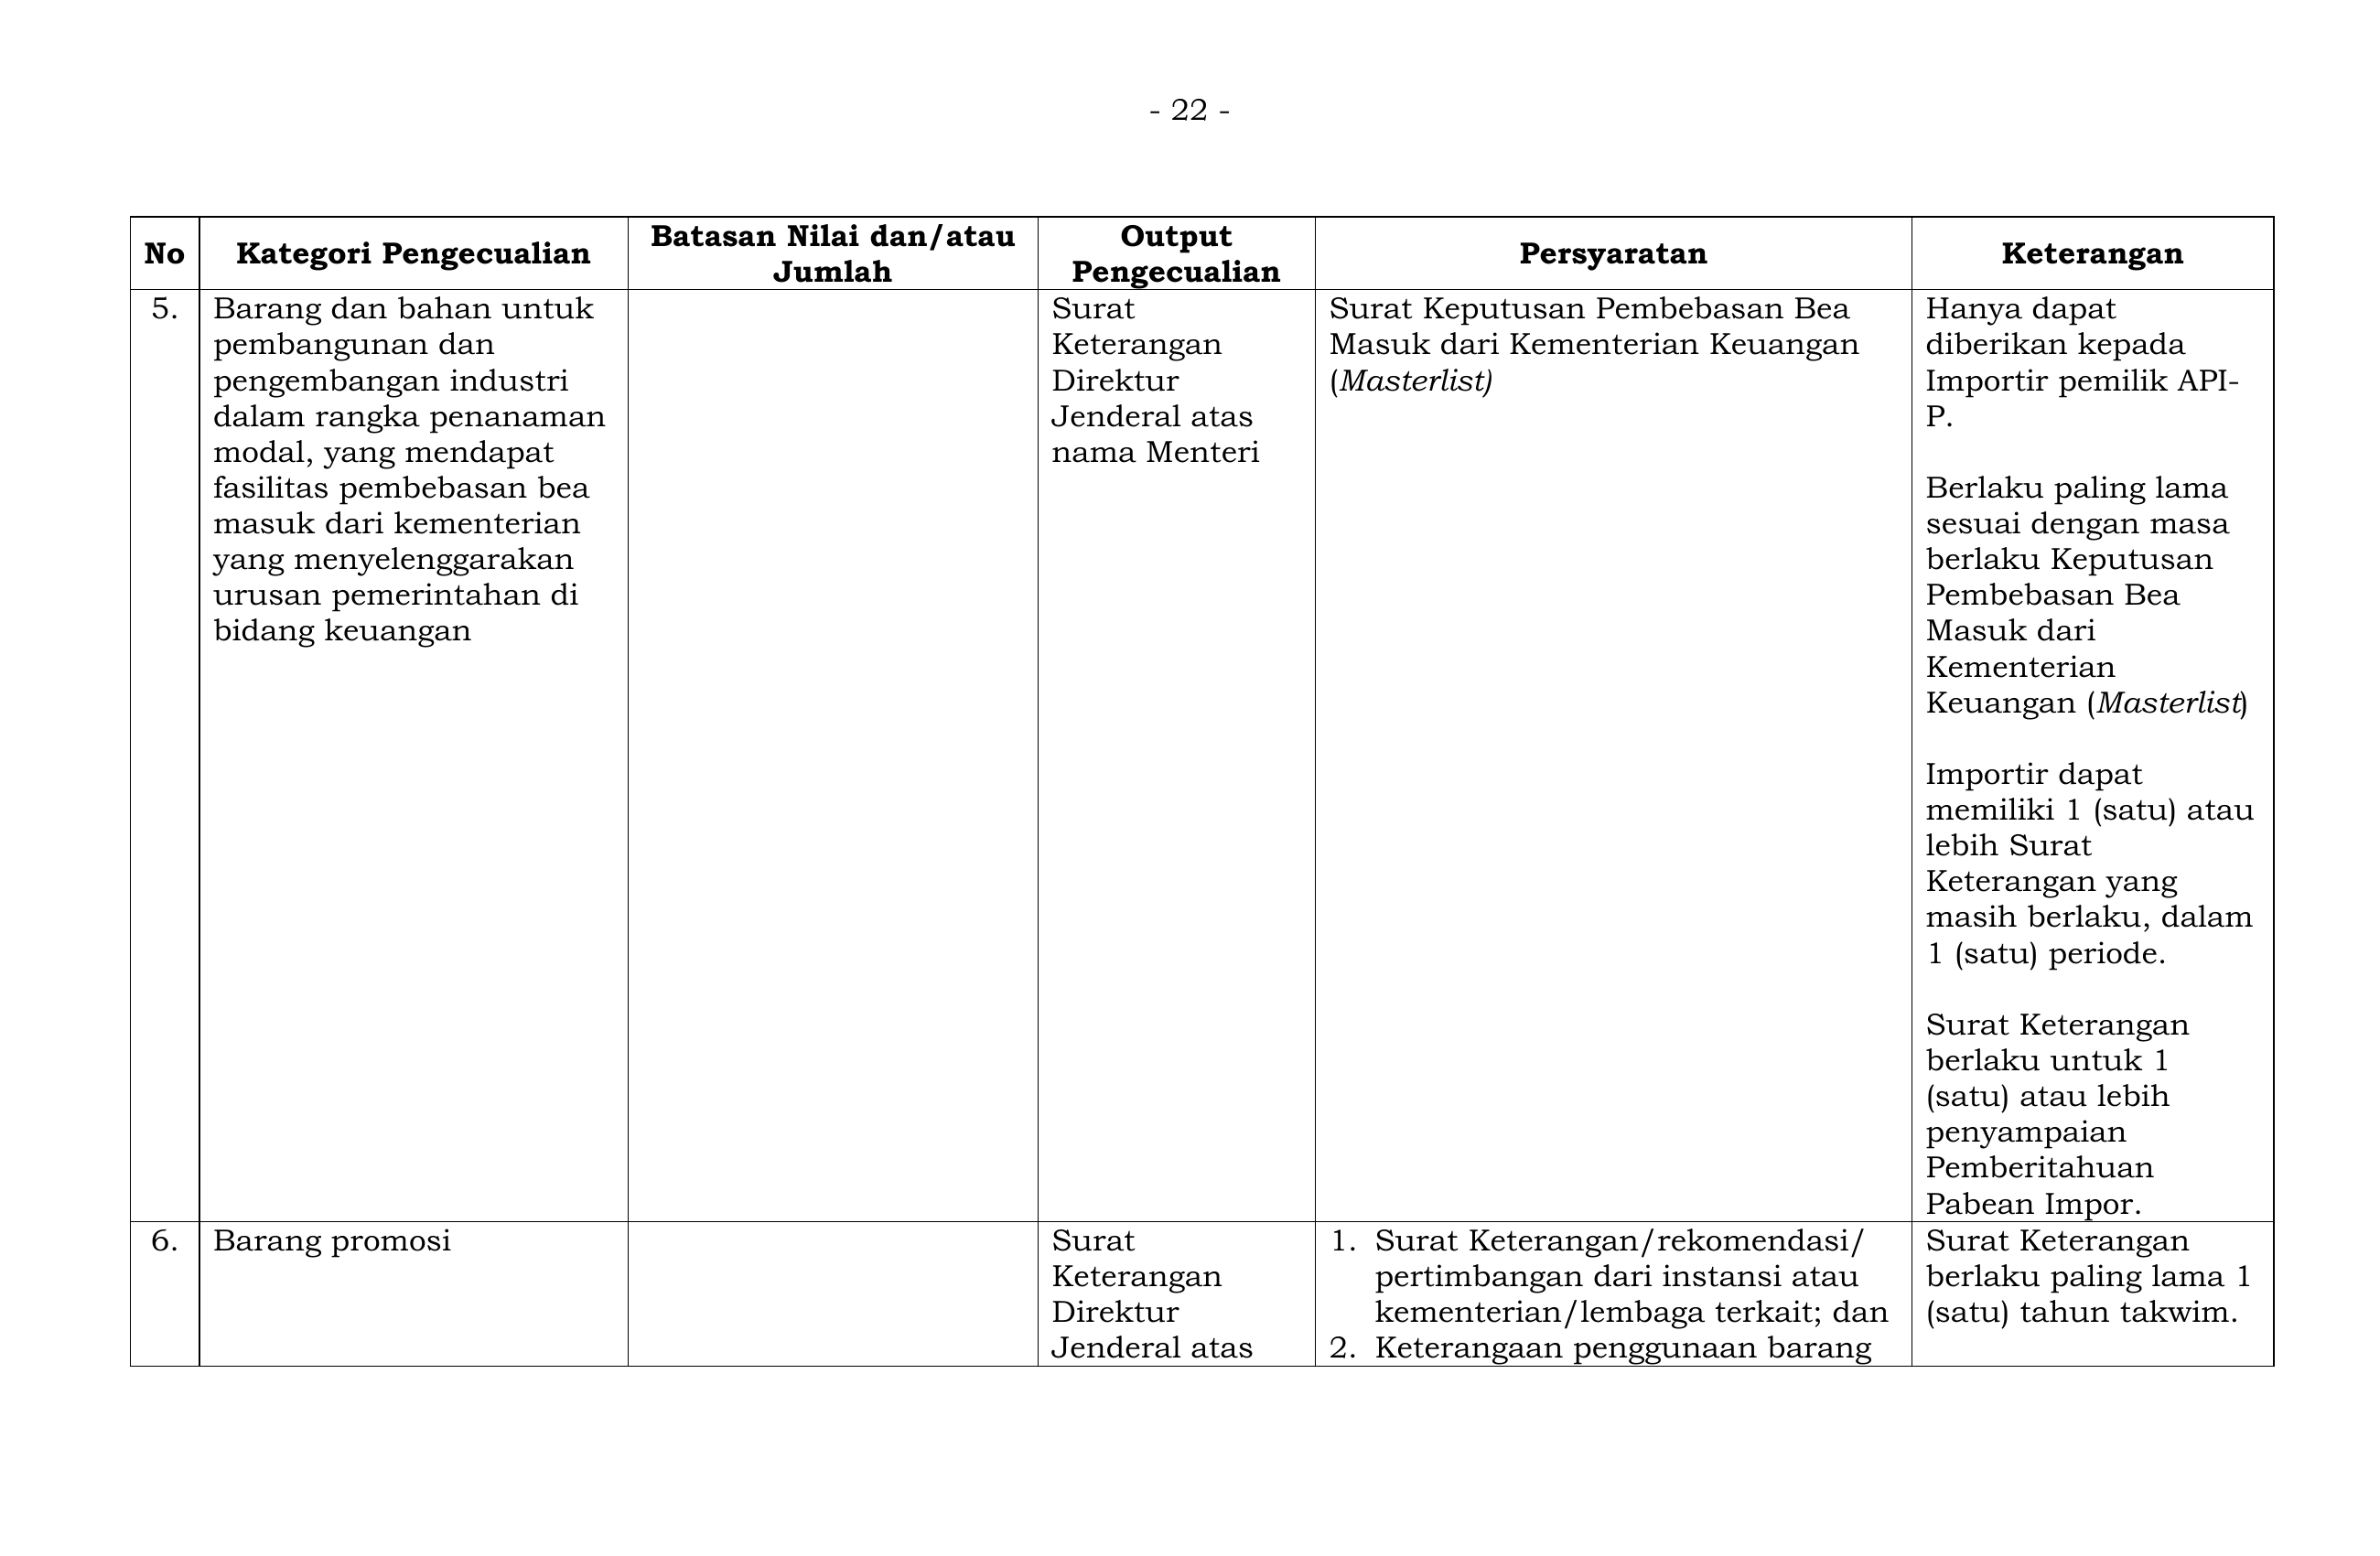 - 22 -
No
Kategori Pengecualian
Batasan Nilai dan/atau
Jumlah
Output
Pengecualian
Persyaratan
Keterangan
5.
Barang dan bahan untuk
pembangunan dan
pengembangan industri
dalam rangka penanaman
modal, yang mendapat
fasilitas pembebasan bea
masuk dari kementerian
yang menyelenggarakan
urusan pemerintahan di
bidang keuangan
Surat
Keterangan
Direktur
Jenderal atas
nama Menteri
Surat Keputusan Pembebasan Bea
Masuk dari Kementerian Keuangan
(Masterlist)
Hanya dapat
diberikan kepada
Importir pemilik API-
P.
Berlaku paling lama
sesuai dengan masa
berlaku Keputusan
Pembebasan Bea
Masuk dari
Kementerian
Keuangan (Masterlist)
Importir dapat
memiliki 1 (satu) atau
lebih Surat
Keterangan yang
masih berlaku, dalam
1 (satu) periode.
Surat Keterangan
berlaku untuk 1
(satu) atau lebih
penyampaian
Pemberitahuan
Pabean Impor.
6.
Barang promosi
Surat
Keterangan
Direktur
Jenderal atas
1. Surat Keterangan/rekomendasi/
pertimbangan dari instansi atau
kementerian/lembaga terkait; dan
2. Keterangaan penggunaan barang
Surat Keterangan
berlaku paling lama 1
(satu) tahun takwim.